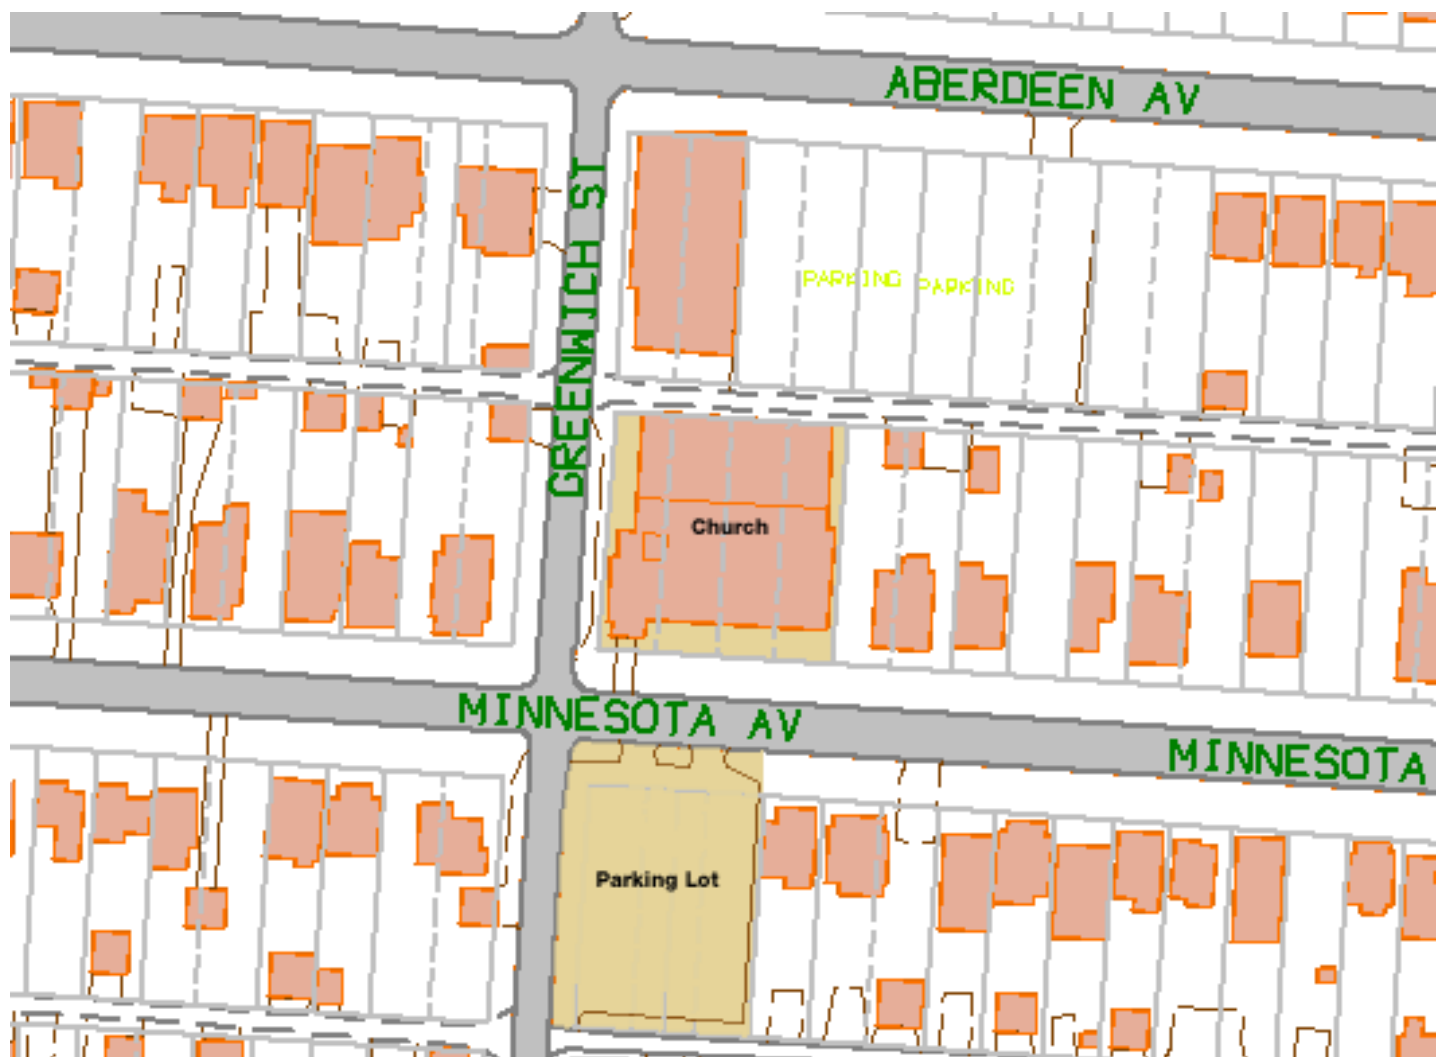 ABERDEEN AV
GREENWICH ST
PARKING PARKING
Church
MINNESOTA AV
MINNESOTA
Parking Lot